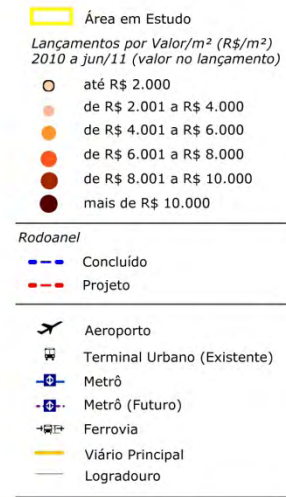 Área em Estudo
Lançamentos por Valor/m² (R$/m²)
2010 a jun/11 (valor no lançamento)
até R$ 2.000
de R$ 2.001 a R$ 4.000
de R$ 4.001 a R$ 6.000
de R$ 6.001 a R$ 8.000
de R$ 8.001 a R$ 10.000
mais de R$ 10.000
Rodoanel
Concluído
Projeto
Aeroporto
Terminal Urbano (Existente)
Metrô
Metrô (Futuro)
Ferrovia
Viário Principal
Logradouro